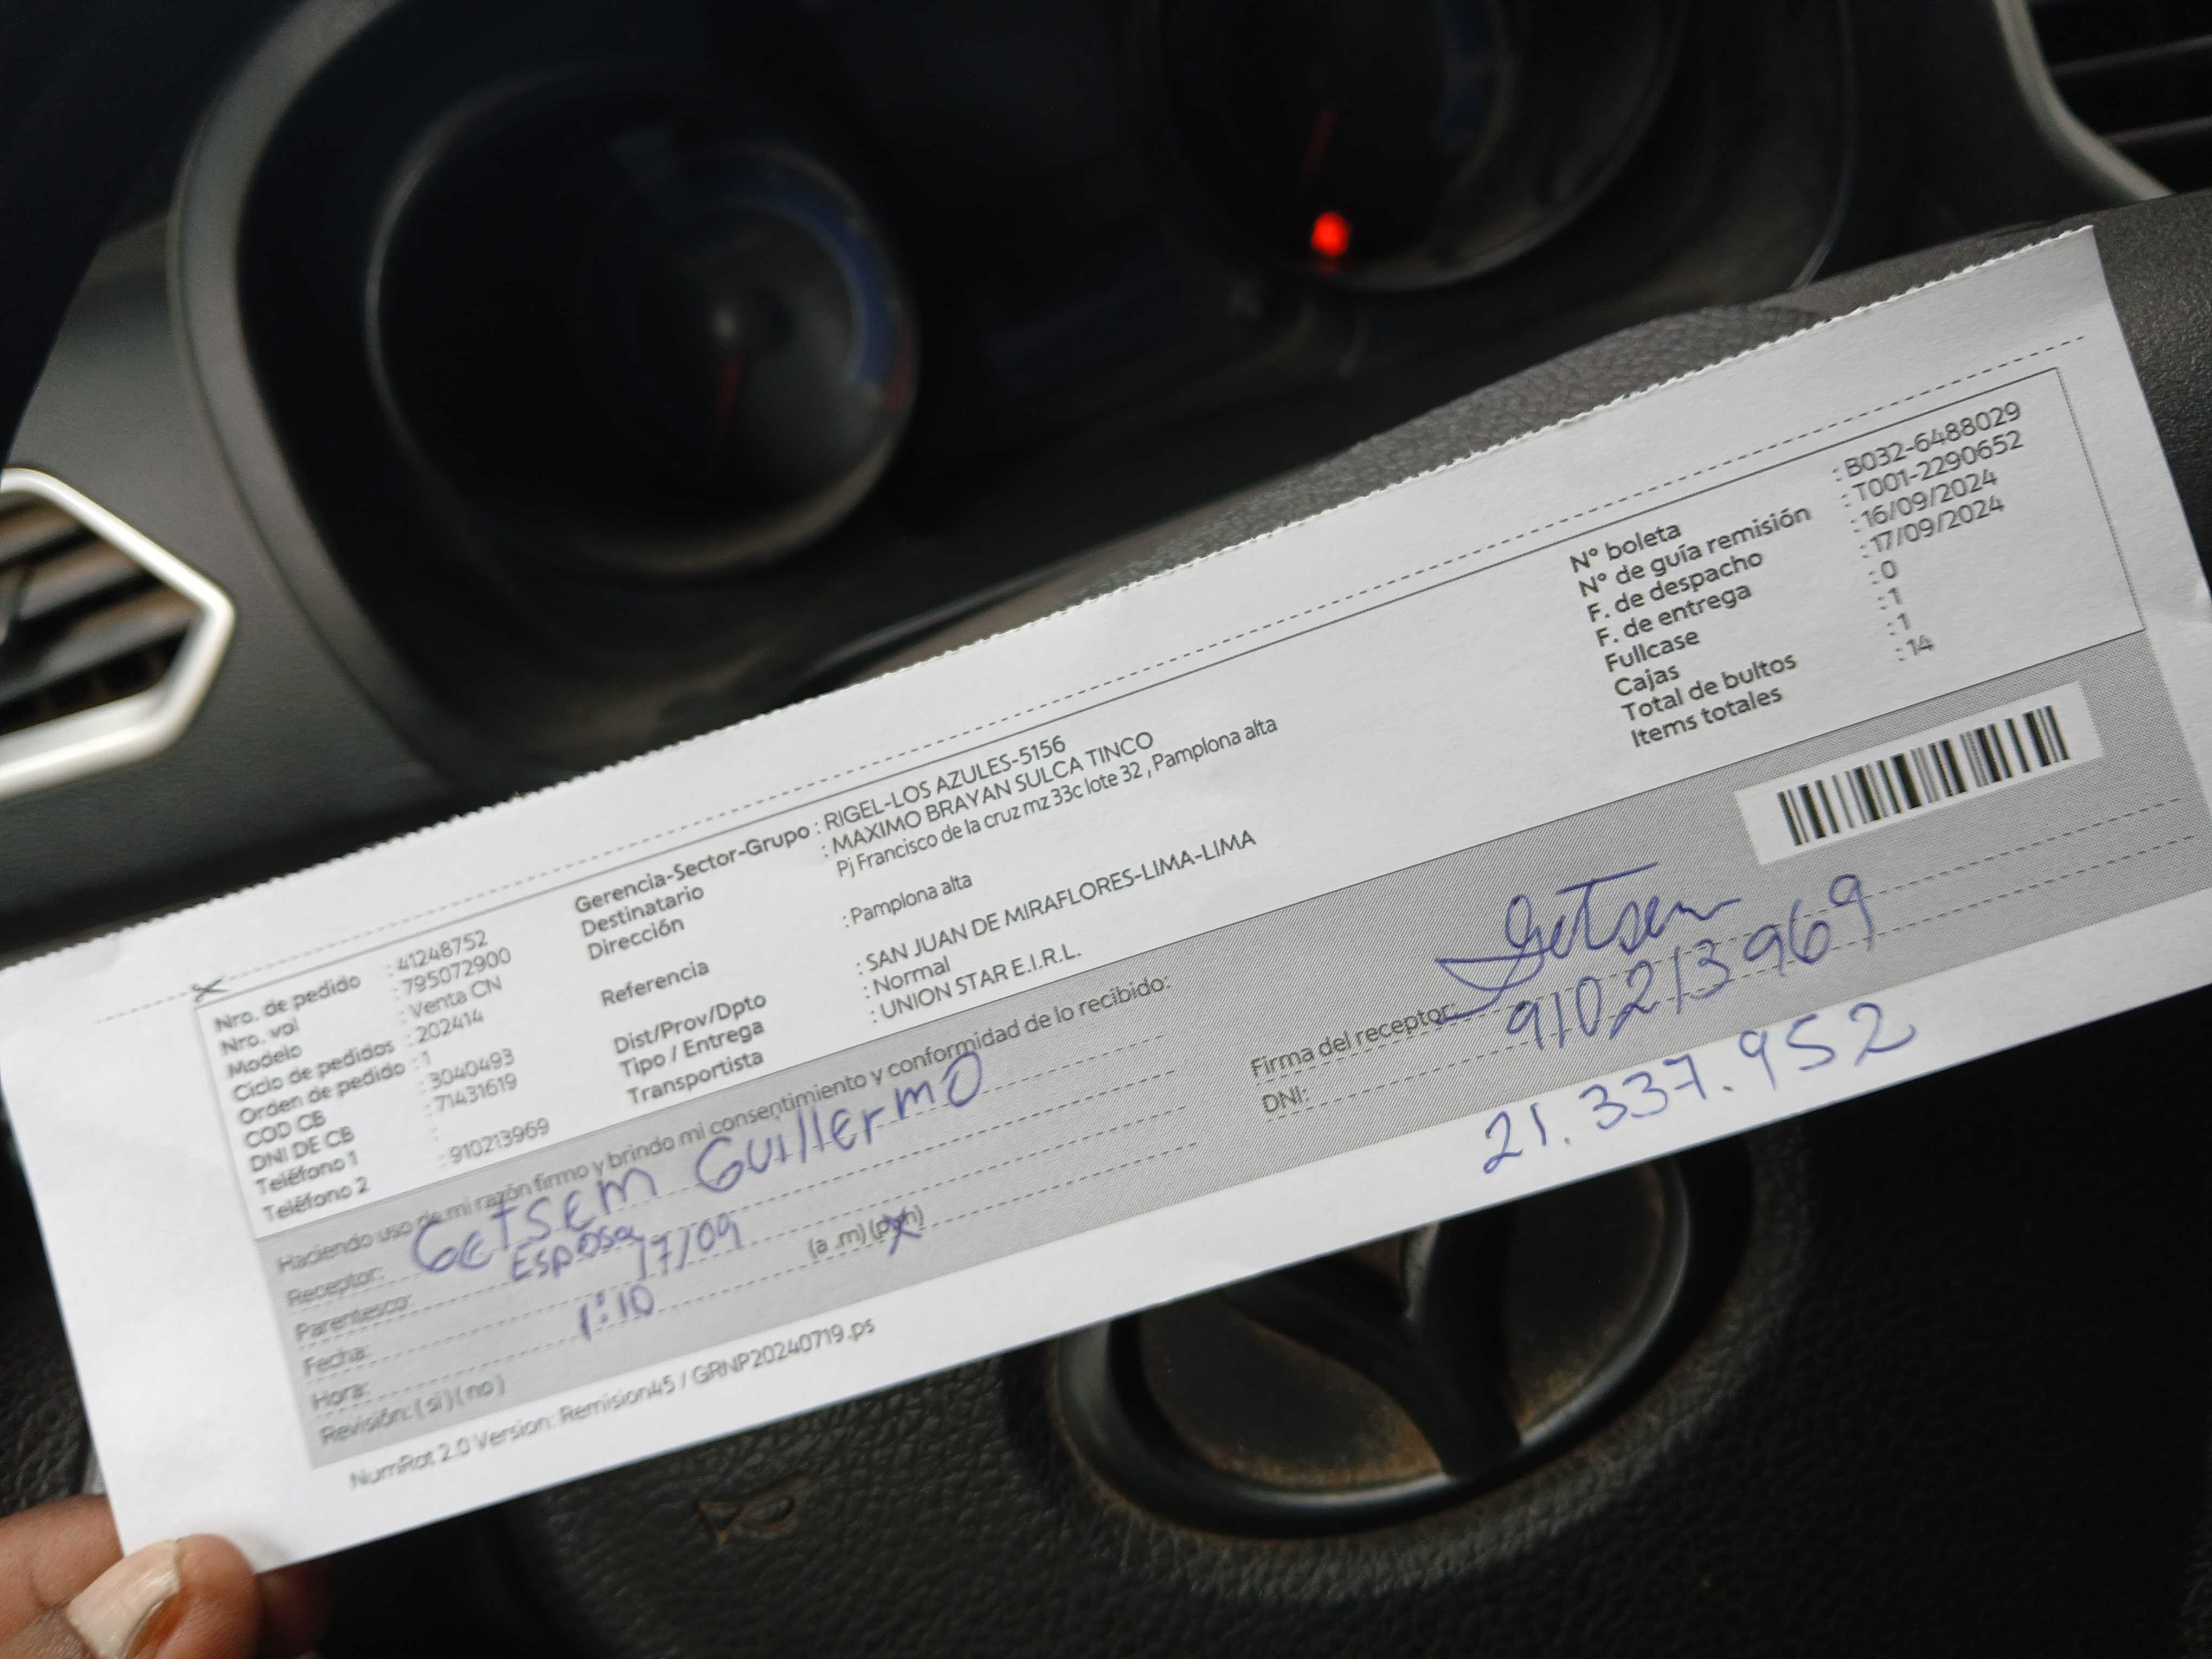 Nro. de pedido : 41248752
Nro. vol : 795072900
Modelo : Venta CN
Ciclo de pedidos : 202414
Orden de pedido : 1
COD CB : 3040493
DNI DE CB : 71431619
Teléfono 1 :
Teléfono 2 : 910213969
Gerencia-Sector-Grupo : RIGEL-LOS AZULES-5156
Destinatario : MAXIMO BRAYAN SULCA TINCO
Dirección Pj Francisco de la cruz mz 33c lote 32 , Pamplona alta
Referencia : Pamplona alta
Dist/Prov/Dpto : SAN JUAN DE MIRAFLORES-LIMA-LIMA
Tipo / Entrega : Normal
Transportista : UNION STAR E.I.R.L.
N° boleta : B032-6488029
N° de guía remisión : T001-2290652
F. de despacho : 16/09/2024
F. de entrega : 17/09/2024
Fullcase : 0
Cajas : 1
Total de bultos : 1
Items totales : 14
Haciendo uso de mi razón firmo y brindo mi consentimiento y conformidad de lo recibido:
Receptor: Getsem Guillermo
Parentesco: Esposa
Fecha: 17/09
Hora: 1:10 (a .m) (p.m)
Revisión: ( si ) ( no )
Firma del receptor: Getsem
910213969
DNI:
21.337.952
NumRot 2.0 Version: Remision45 / GRNP20240719.ps